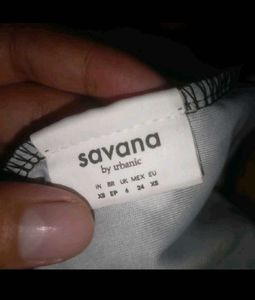 savana
by urbanic
IN BR UK MEX EU
XS EP 6 24 XS